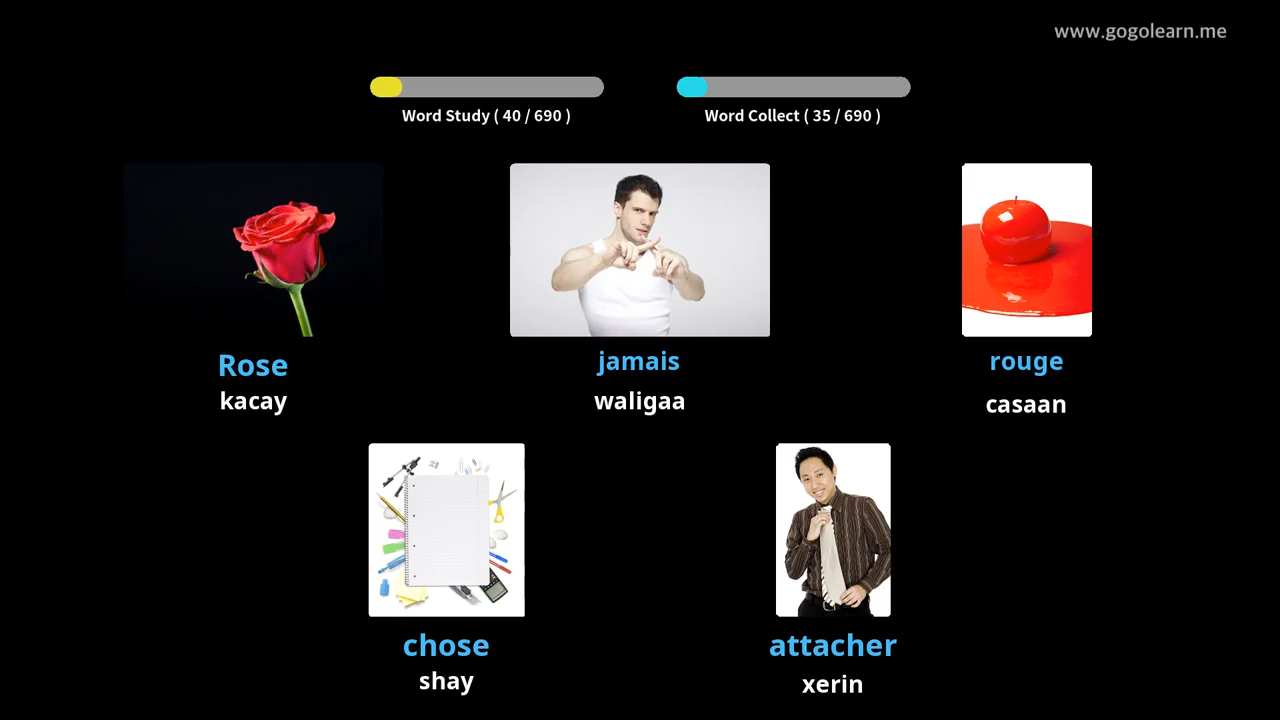 www.gogolearn.me
Word Study ( 40 / 690 )
Word Collect ( 35 / 690 )
Rose
kacay
jamais
waligaa
rouge
casaan
chose
shay
attacher
xerin